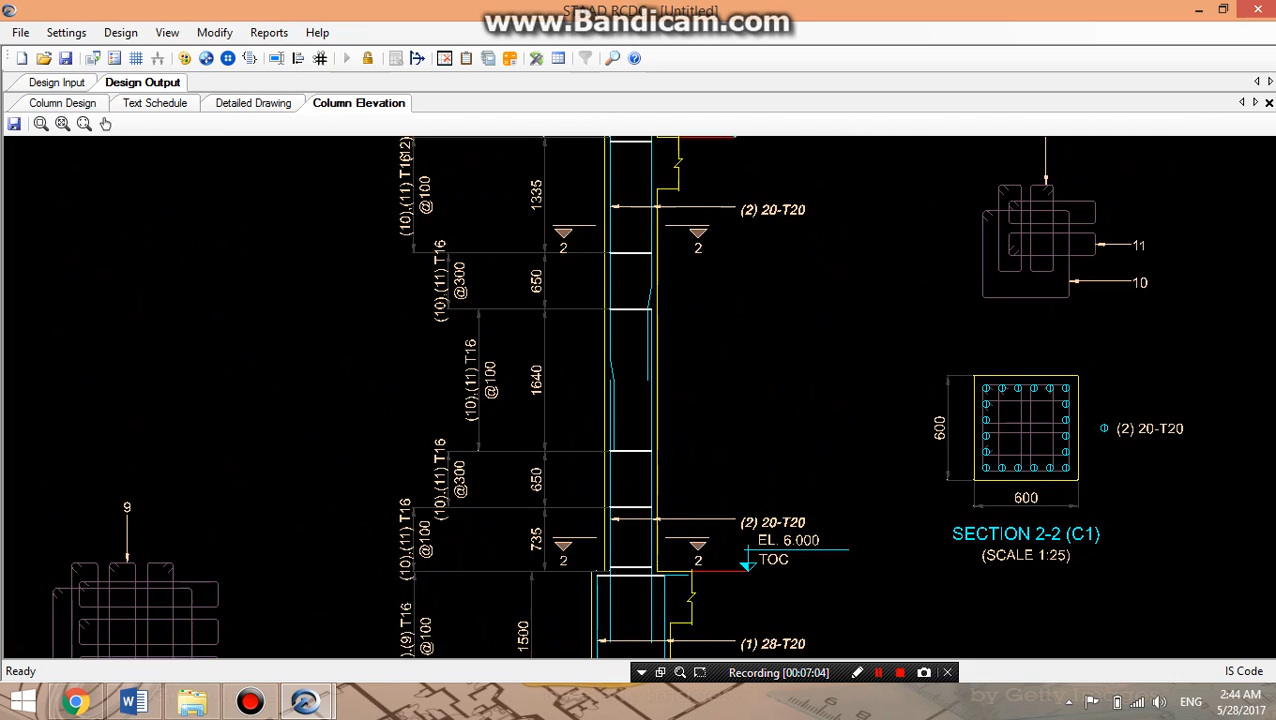 STAAD RCDC - [Untitled]
www.Bandicam.com
File Settings Design View Modify Reports Help
Design Input Design Output
Column Design Text Schedule Detailed Drawing Column Elevation
(10),(11) T16
@100
1335
(2) 20-T20
2 2
(10),(11) T16
@300
650
(10),(11) T16
@100
1640
(10),(11) T16
@300
650
(10),(11) T16
@100
735
(2) 20-T20
2 2
EL. 6.000
TOC
@100
1500
(1) 28-T20
9
11
10
600
(2) 20-T20
600
SECTION 2-2 (C1)
(SCALE 1:25)
Ready
Recording [00:07:04]
IS Code
by Getty Images
ENG
2:44 AM
5/28/2017